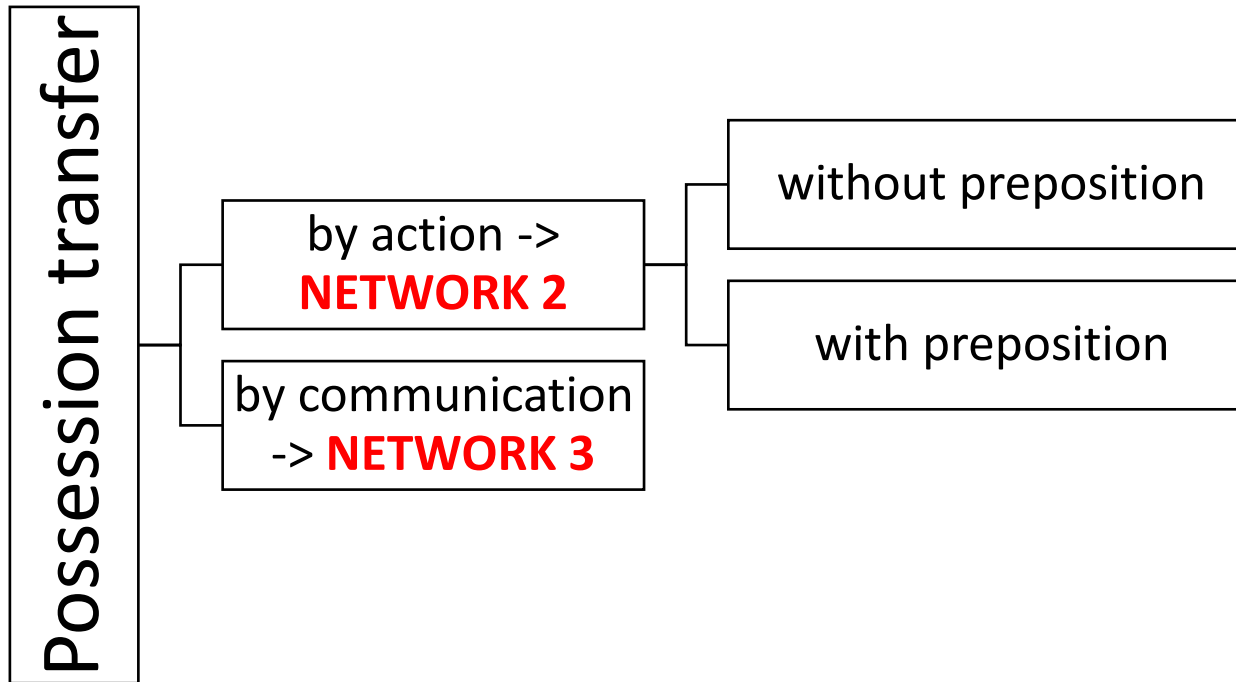 Possession transfer
by action ->
NETWORK 2
by communication
-> NETWORK 3
without preposition
with preposition